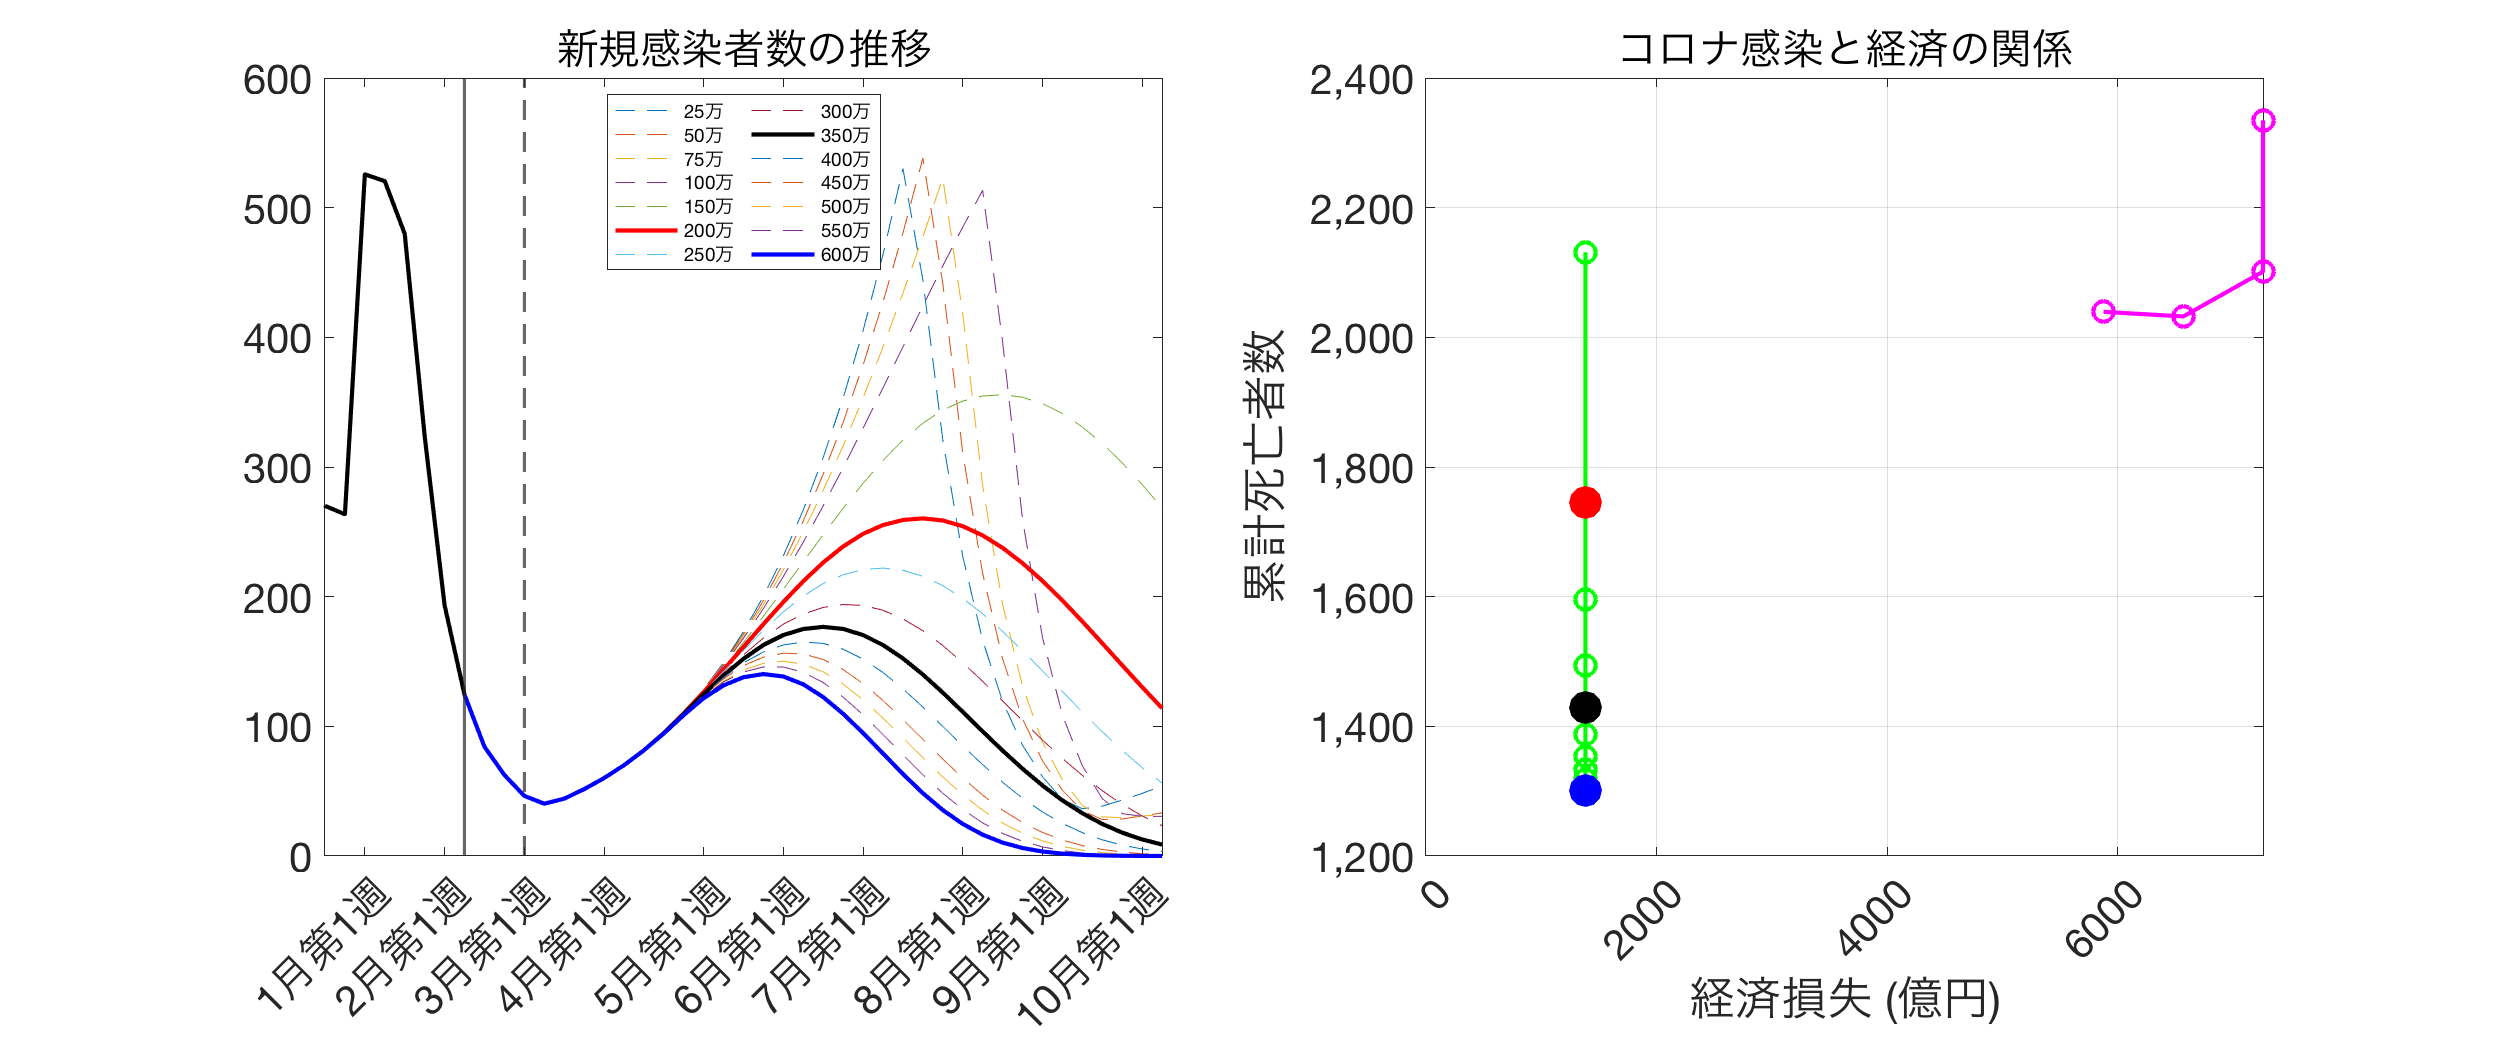 新規感染者数の推移
600
500
400
300
200
100
0
25万
50万
75万
100万
150万
200万
250万
300万
350万
400万
450万
500万
550万
600万
1月第1週
2月第1週
3月第1週
4月第1週
5月第1週
6月第1週
7月第1週
8月第1週
9月第1週
10月第1週
コロナ感染と経済の関係
累計死亡者数
2,400
2,200
2,000
1,800
1,600
1,400
1,200
0
2000
4000
6000
経済損失 (億円)